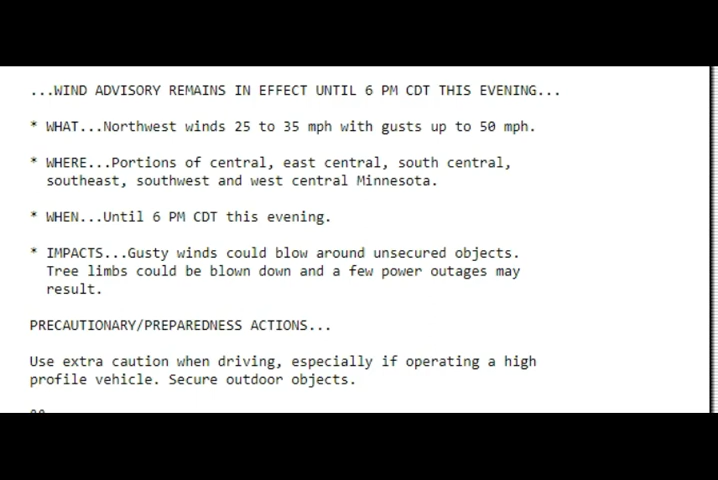 ...WIND ADVISORY REMAINS IN EFFECT UNTIL 6 PM CDT THIS EVENING...
* WHAT...Northwest winds 25 to 35 mph with gusts up to 50 mph.
* WHERE...Portions of central, east central, south central,
southeast, southwest and west central Minnesota.
* WHEN...Until 6 PM CDT this evening.
* IMPACTS...Gusty winds could blow around unsecured objects.
Tree limbs could be blown down and a few power outages may
result.
PRECAUTIONARY/PREPAREDNESS ACTIONS...
Use extra caution when driving, especially if operating a high
profile vehicle. Secure outdoor objects.